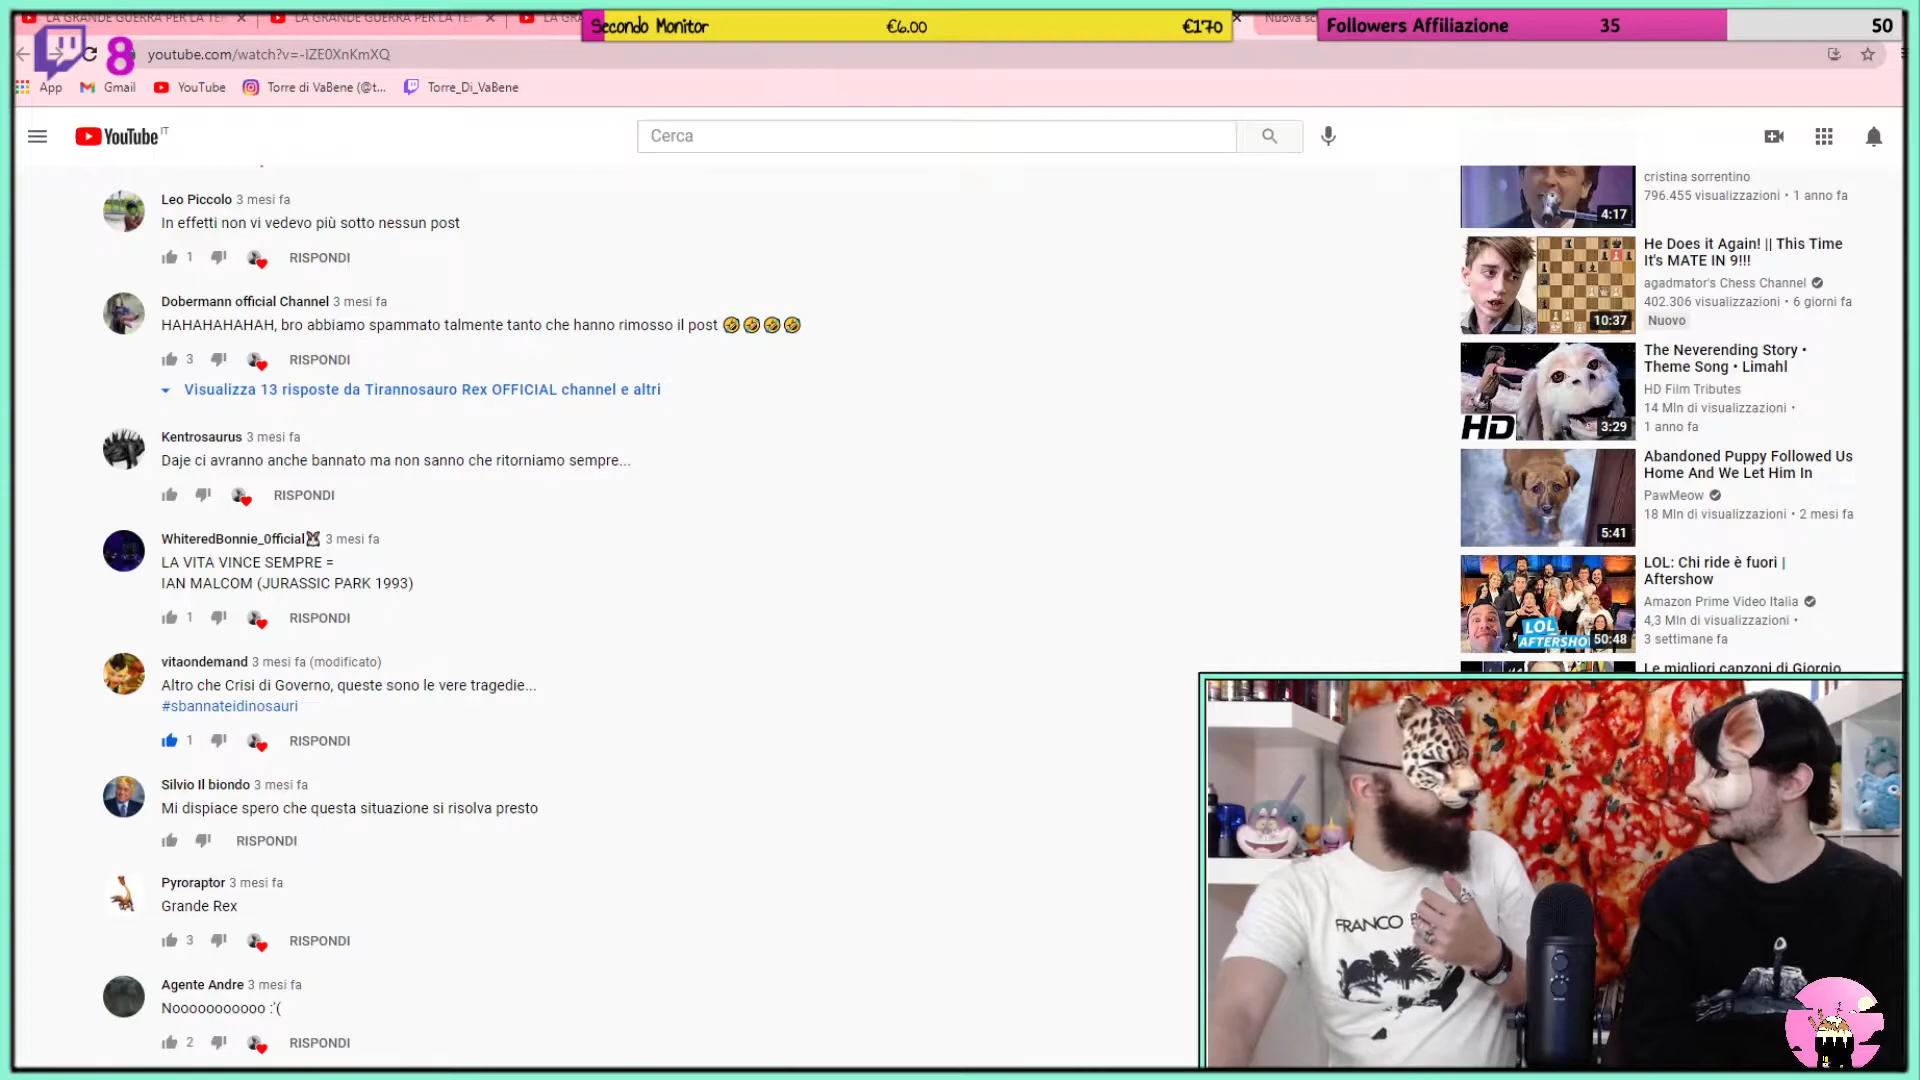 LA GRANDE GUERRA PER LA TE
LA GRANDE GUERRA PER LA TE
LA GRA
Nuova sc
Secondo Monitor €6.00 €170
Followers Affiliazione 35 50
8
youtube.com/watch?v=-IZE0XnKmXQ
App Gmail YouTube Torre di VaBene (@t... Torre_Di_VaBene
YouTube IT
Cerca
Leo Piccolo 3 mesi fa
In effetti non vi vedevo più sotto nessun post
1 RISPONDI
Dobermann official Channel 3 mesi fa
HAHAHAHAHAH, bro abbiamo spammato talmente tanto che hanno rimosso il post 🤣🤣🤣🤣
3 RISPONDI
Visualizza 13 risposte da Tirannosauro Rex OFFICIAL channel e altri
Kentrosaurus 3 mesi fa
Daje ci avranno anche bannato ma non sanno che ritorniamo sempre...
RISPONDI
WhiteredBonnie_0fficial 3 mesi fa
LA VITA VINCE SEMPRE =
IAN MALCOM (JURASSIC PARK 1993)
1 RISPONDI
vitaondemand 3 mesi fa (modificato)
Altro che Crisi di Governo, queste sono le vere tragedie...
#sbannateidinosauri
1 RISPONDI
Silvio Il biondo 3 mesi fa
Mi dispiace spero che questa situazione si risolva presto
RISPONDI
Pyroraptor 3 mesi fa
Grande Rex
3 RISPONDI
Agente Andre 3 mesi fa
Nooooooooooo :'(
2 RISPONDI
4:17
cristina sorrentino
796.455 visualizzazioni • 1 anno fa
10:37
He Does it Again! || This Time
It's MATE IN 9!!!
agadmator's Chess Channel
402.306 visualizzazioni • 6 giorni fa
Nuovo
HD
3:29
The Neverending Story •
Theme Song • Limahl
HD Film Tributes
14 Mln di visualizzazioni •
1 anno fa
5:41
Abandoned Puppy Followed Us
Home And We Let Him In
PawMeow
18 Mln di visualizzazioni • 2 mesi fa
LOL
AFTERSHO
50:48
LOL: Chi ride è fuori |
Aftershow
Amazon Prime Video Italia
4,3 Mln di visualizzazioni •
3 settimane fa
Le migliori canzoni di Giorgio
FRANCO